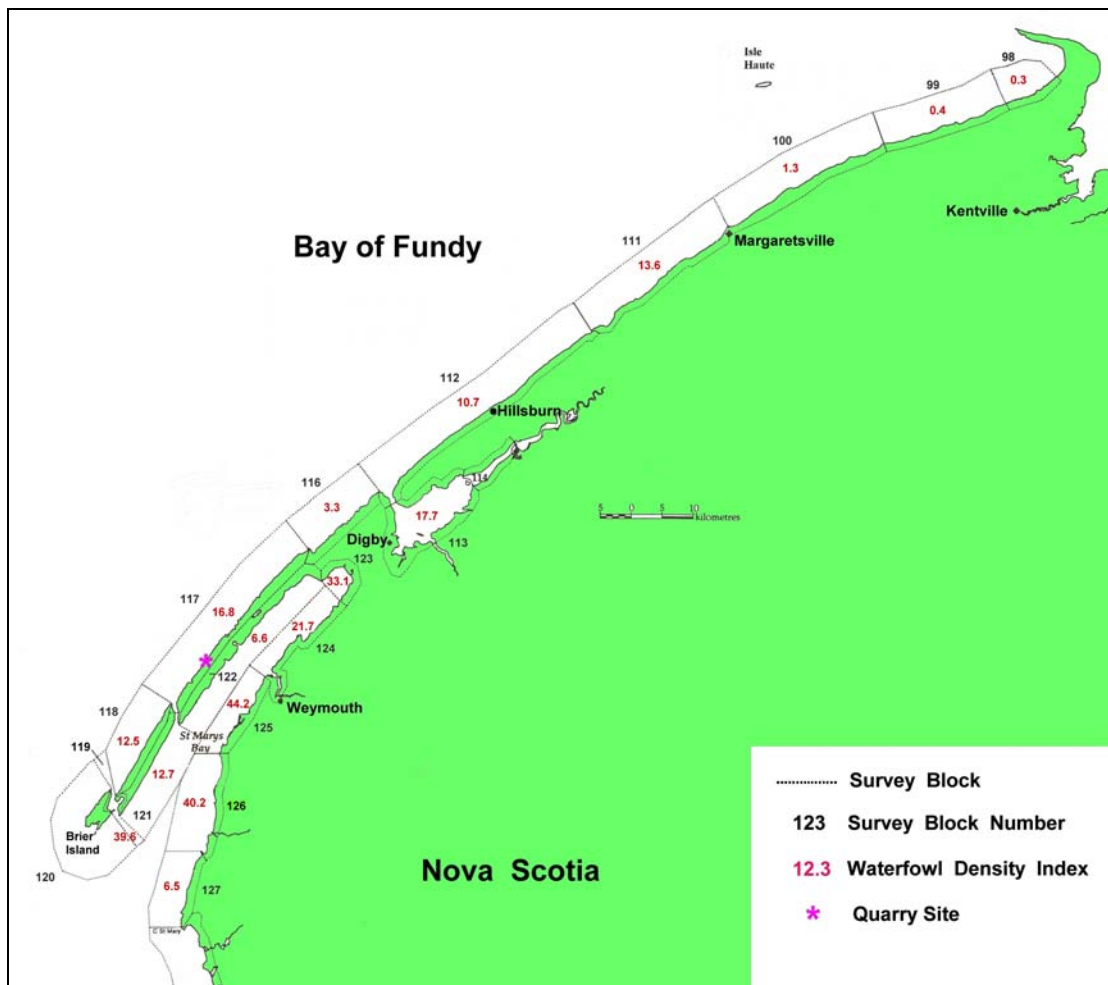 Isle
Haute
98
0.3
99
0.4
100
1.3
Kentville
Margaretsville
Bay of Fundy
111
13.6
112
10.7
Hillsburn
114
116
3.3
17.7
Digby
113
5 0 5 10
kilometres
123
33.1
117
16.8
6.6
21.7
124
122
44.2
Weymouth
125
118
St Marys
Bay
119
12.5
12.7
40.2
126
121
39.6
Brier
Island
120
6.5
127
C St Mary
Nova Scotia
Survey Block
123 Survey Block Number
12.3 Waterfowl Density Index
* Quarry Site